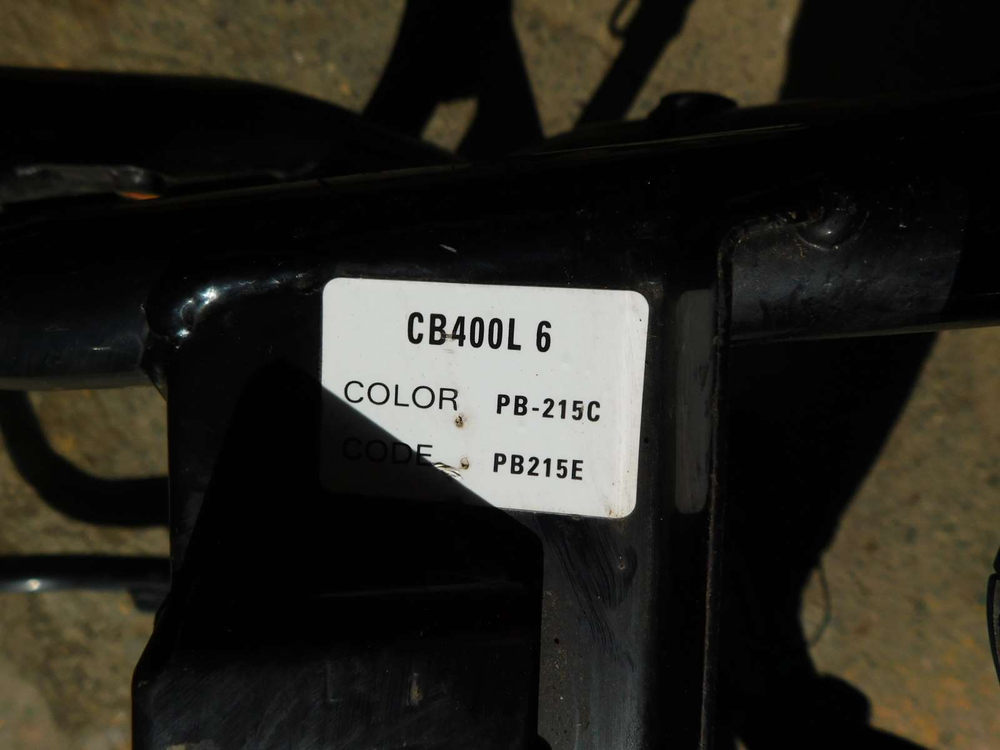 CB400L 6
COLOR PB-215C
CODE PB215E